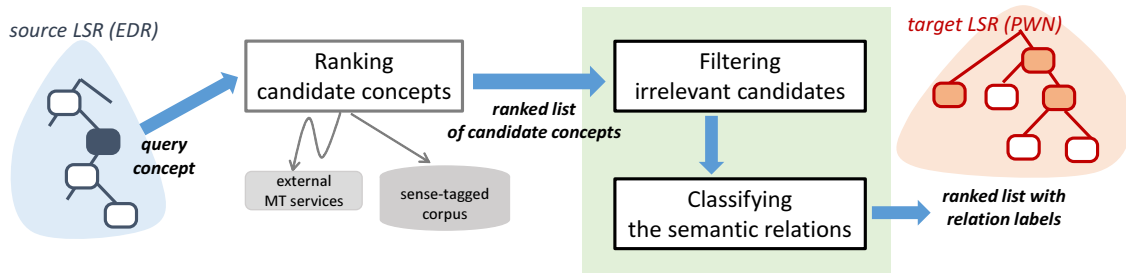 source LSR (EDR)
query
concept
Ranking
candidate concepts
external
MT services
sense-tagged
corpus
ranked list
of candidate concepts
Filtering
irrelevant candidates
Classifying
the semantic relations
target LSR (PWN)
ranked list with
relation labels